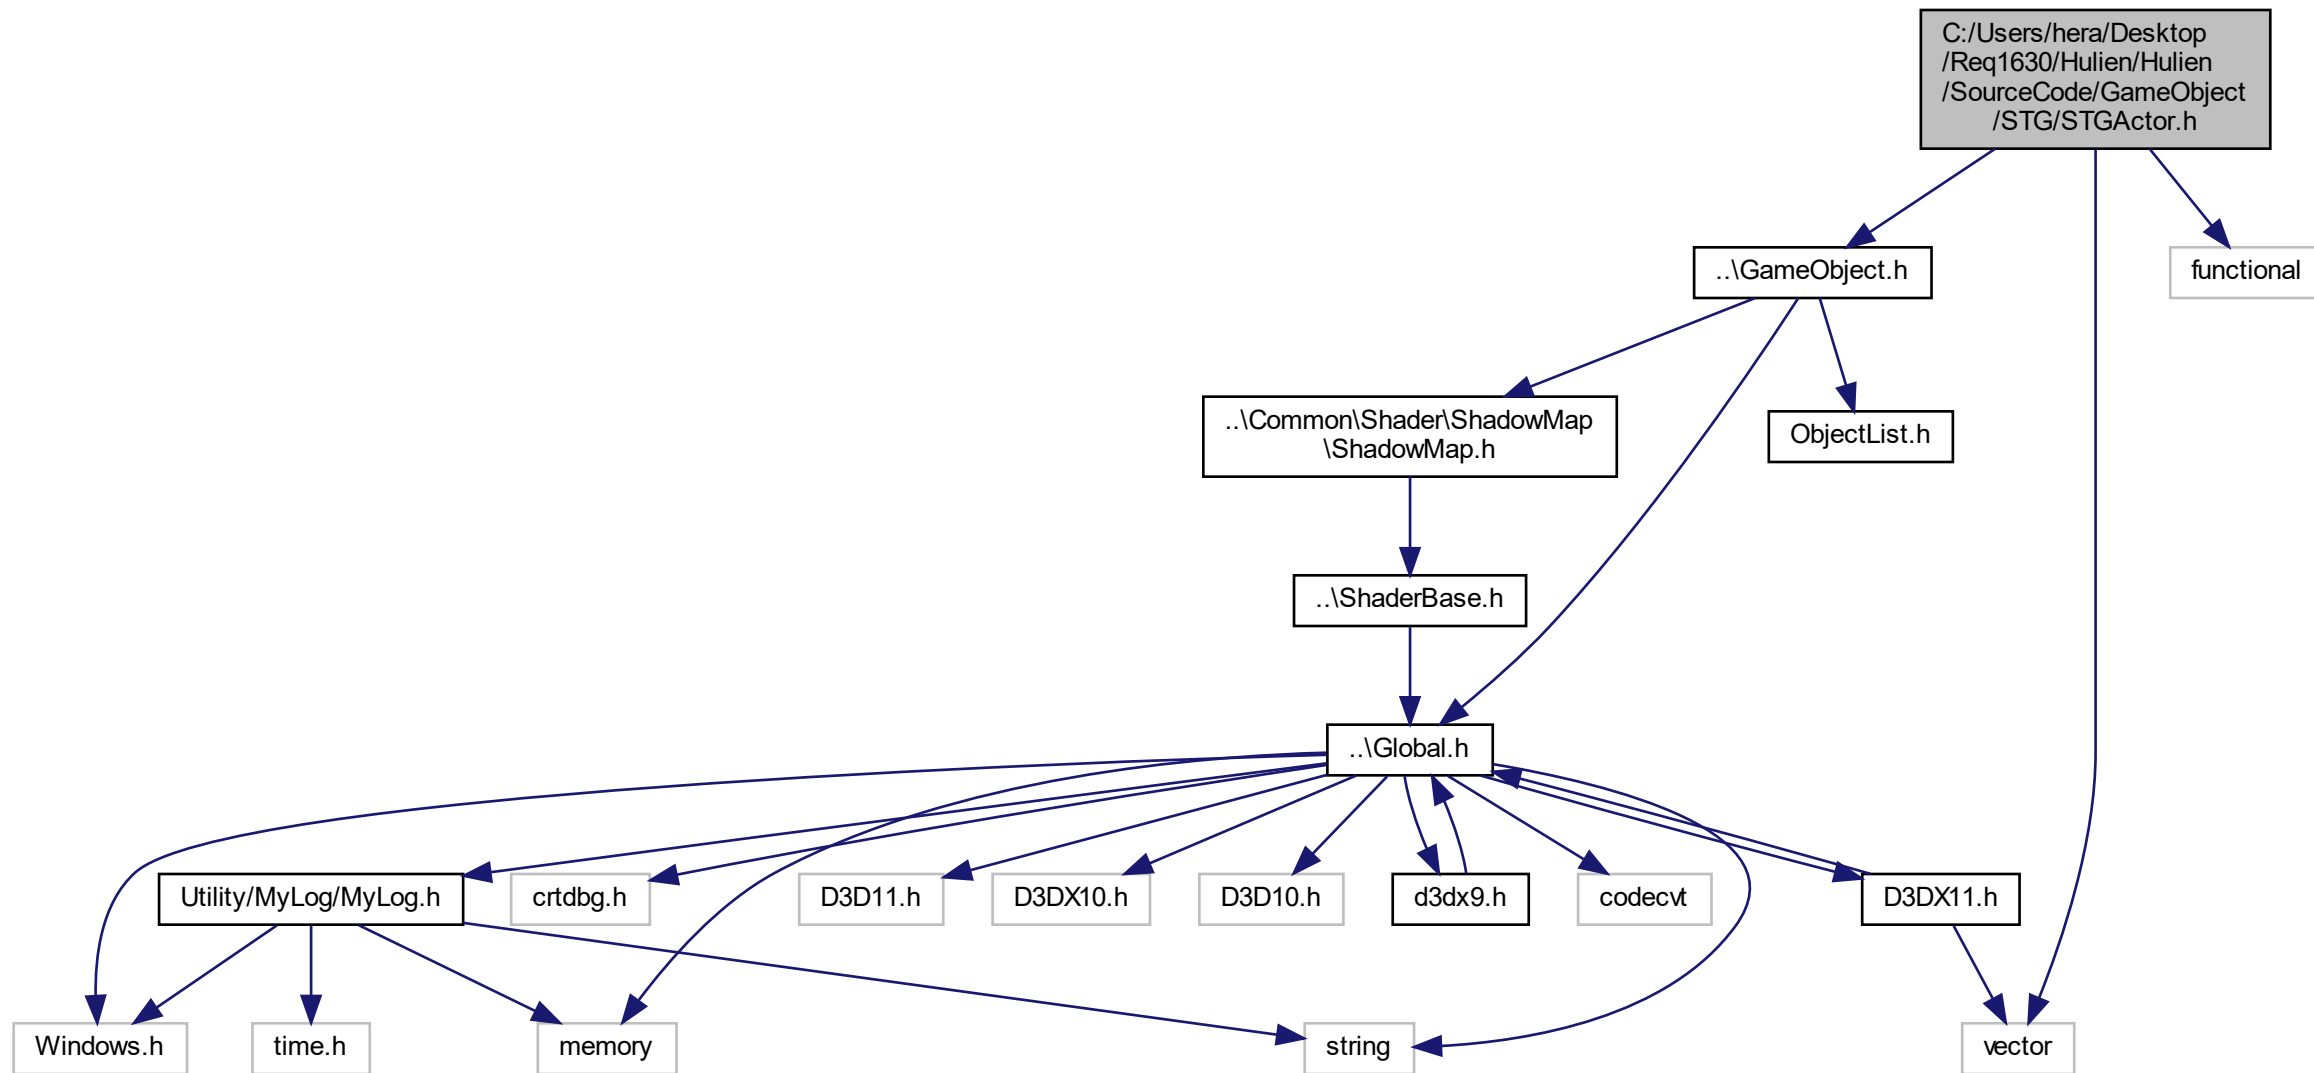 C:/Users/hera/Desktop
/Req1630/Hulien/Hulien
/SourceCode/GameObject
/STG/STGActor.h
..\GameObject.h
functional
..\Common\Shader\ShadowMap
\ShadowMap.h
ObjectList.h
..\ShaderBase.h
..\Global.h
Utility/MyLog/MyLog.h
crtdbg.h
D3D11.h
D3DX10.h
D3D10.h
d3dx9.h
codecvt
D3DX11.h
Windows.h
time.h
memory
string
vector